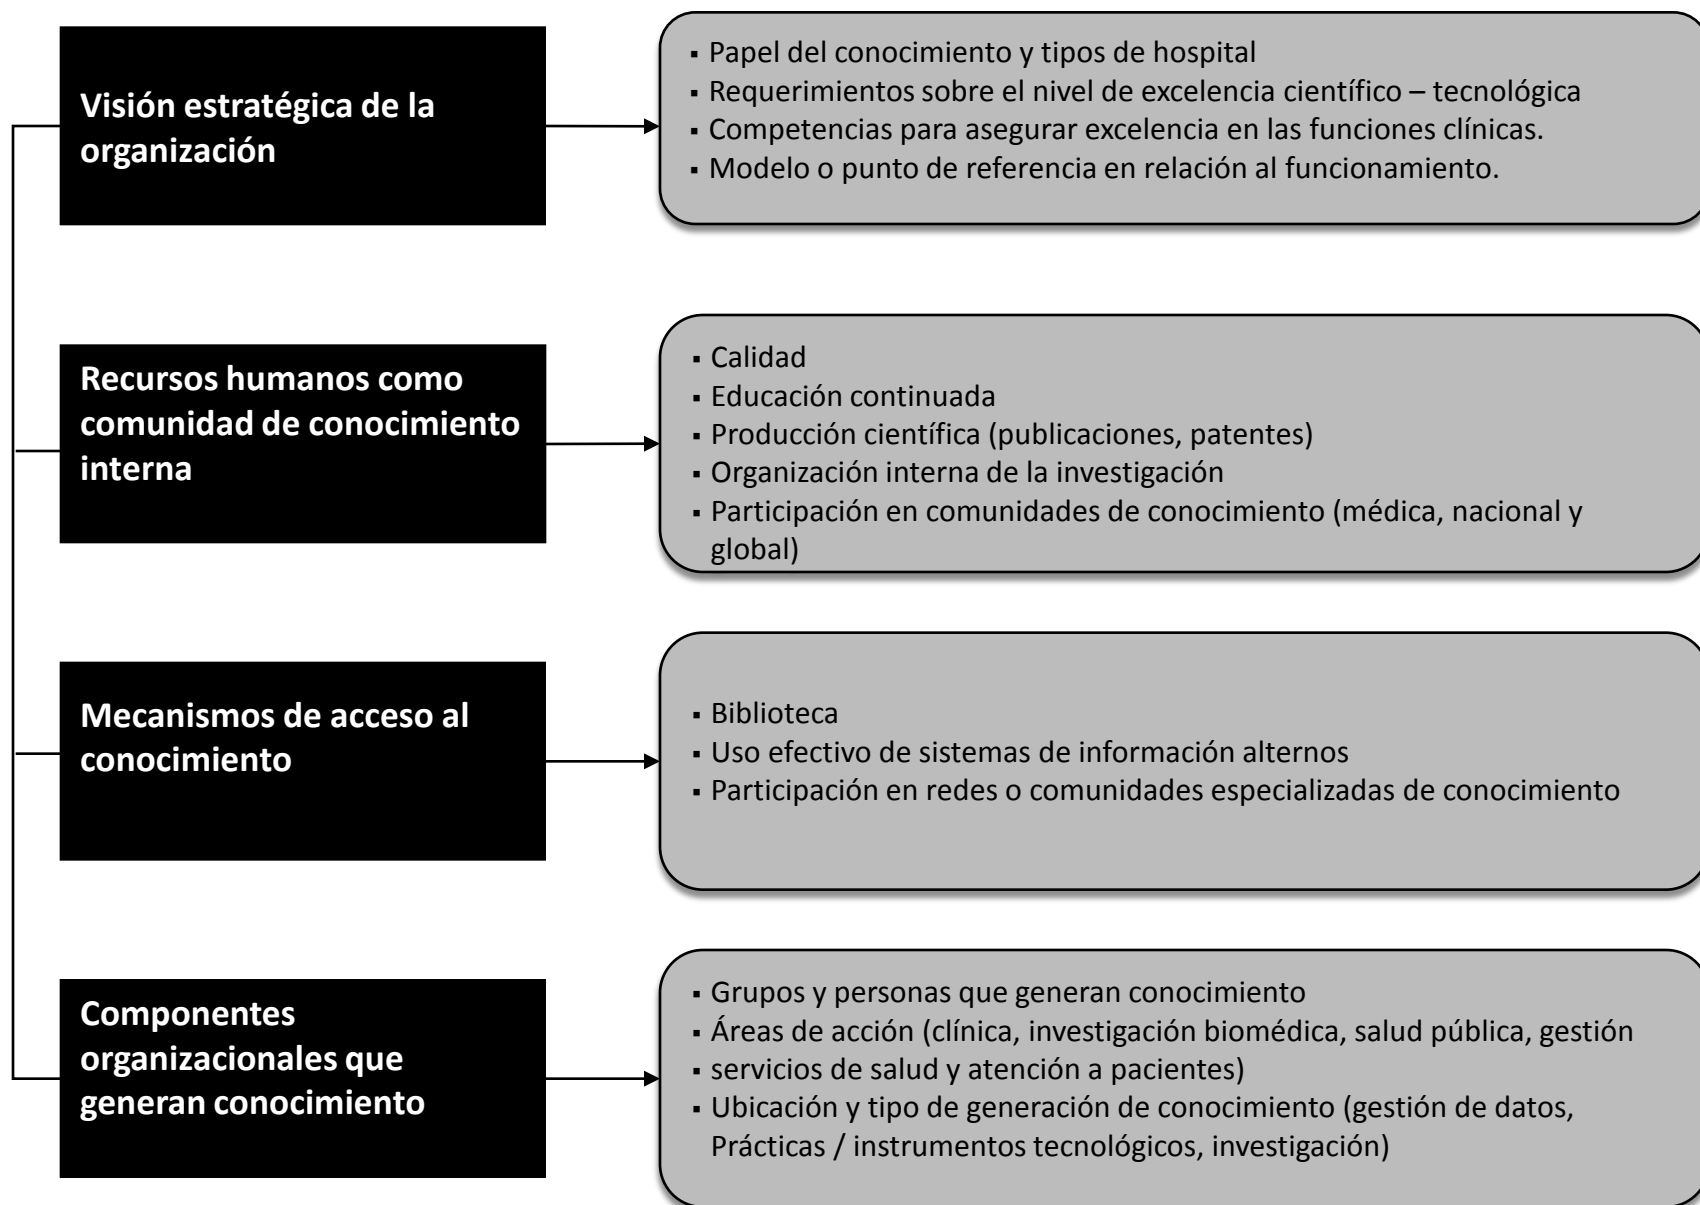 Visión estratégica de la
organización
▪ Papel del conocimiento y tipos de hospital
▪ Requerimientos sobre el nivel de excelencia científico – tecnológica
▪ Competencias para asegurar excelencia en las funciones clínicas.
▪ Modelo o punto de referencia en relación al funcionamiento.
Recursos humanos como
comunidad de conocimiento
interna
▪ Calidad
▪ Educación continuada
▪ Producción científica (publicaciones, patentes)
▪ Organización interna de la investigación
▪ Participación en comunidades de conocimiento (médica, nacional y
global)
Mecanismos de acceso al
conocimiento
▪ Biblioteca
▪ Uso efectivo de sistemas de información alternos
▪ Participación en redes o comunidades especializadas de conocimiento
Componentes
organizacionales que
generan conocimiento
▪ Grupos y personas que generan conocimiento
▪ Áreas de acción (clínica, investigación biomédica, salud pública, gestión
▪ servicios de salud y atención a pacientes)
▪ Ubicación y tipo de generación de conocimiento (gestión de datos,
Prácticas / instrumentos tecnológicos, investigación)